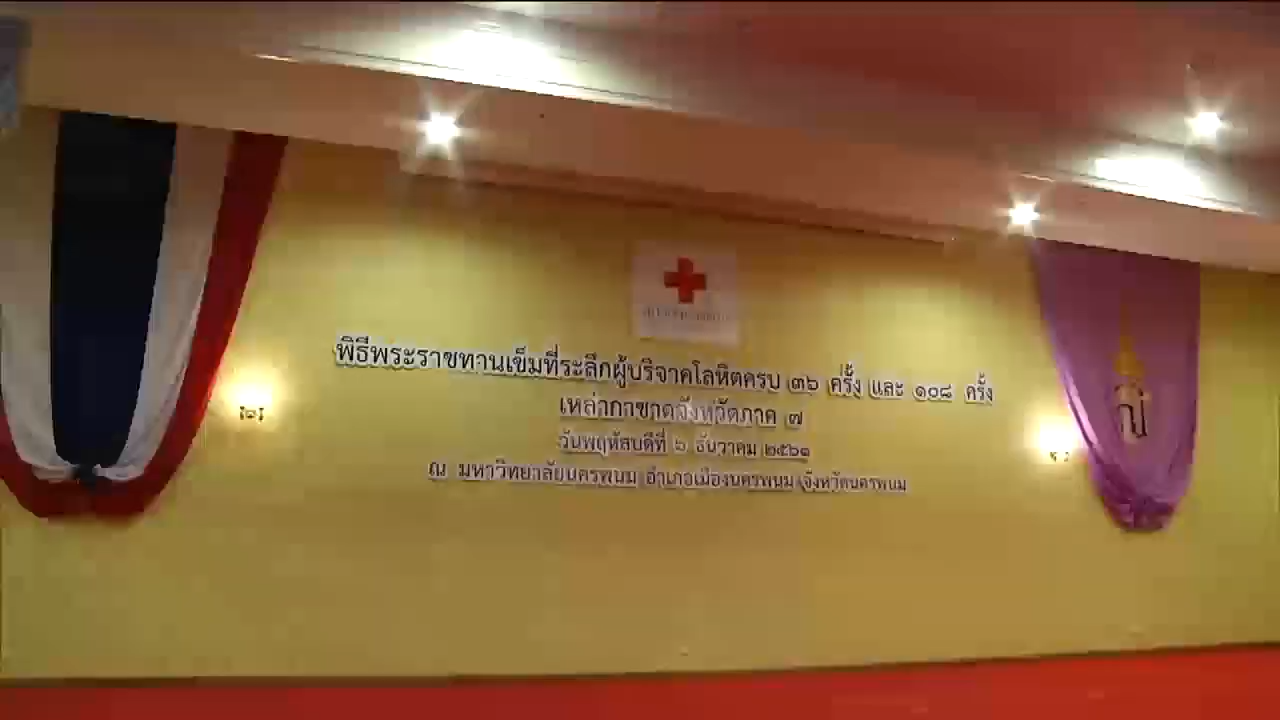 พิธีพระราชทานเข็มที่ระลึกผู้บริจาคโลหิตครบ ๓๖ ครั้ง และ ๑๐๘ ครั้ง
เหล่ากาชาดจังหวัดภาค ๗
วันพฤหัสบดีที่ ๖ ธันวาคม ๒๕๖๑
ณ มหาวิทยาลัยนครพนม อำเภอเมืองนครพนม จังหวัดนครพนม